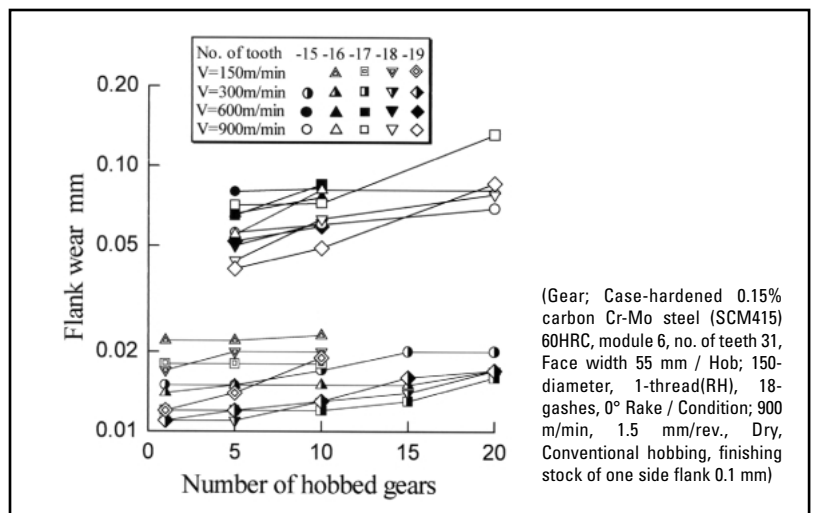 No. of tooth -15 -16 -17 -18 -19
V=150m/min
V=300m/min
V=600m/min
V=900m/min
0.20
0.10
0.05
0.02
0.01
Flank wear mm
0 5 10 15 20
Number of hobbed gears
(Gear; Case-hardened 0.15%
carbon Cr-Mo steel (SCM415)
60HRC, module 6, no. of teeth 31,
Face width 55 mm / Hob; 150-
diameter, 1-thread(RH), 18-
gashes, 0° Rake / Condition; 900
m/min, 1.5 mm/rev., Dry,
Conventional hobbing, finishing
stock of one side flank 0.1 mm)